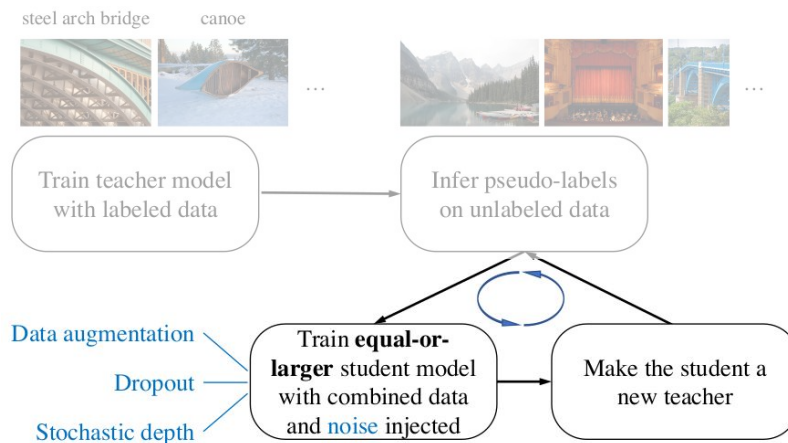 steel arch bridge
canoe
...
...
Train teacher model
with labeled data
Infer pseudo-labels
on unlabeled data
Data augmentation
Dropout
Stochastic depth
Train equal-or-
larger student model
with combined data
and noise injected
Make the student a
new teacher